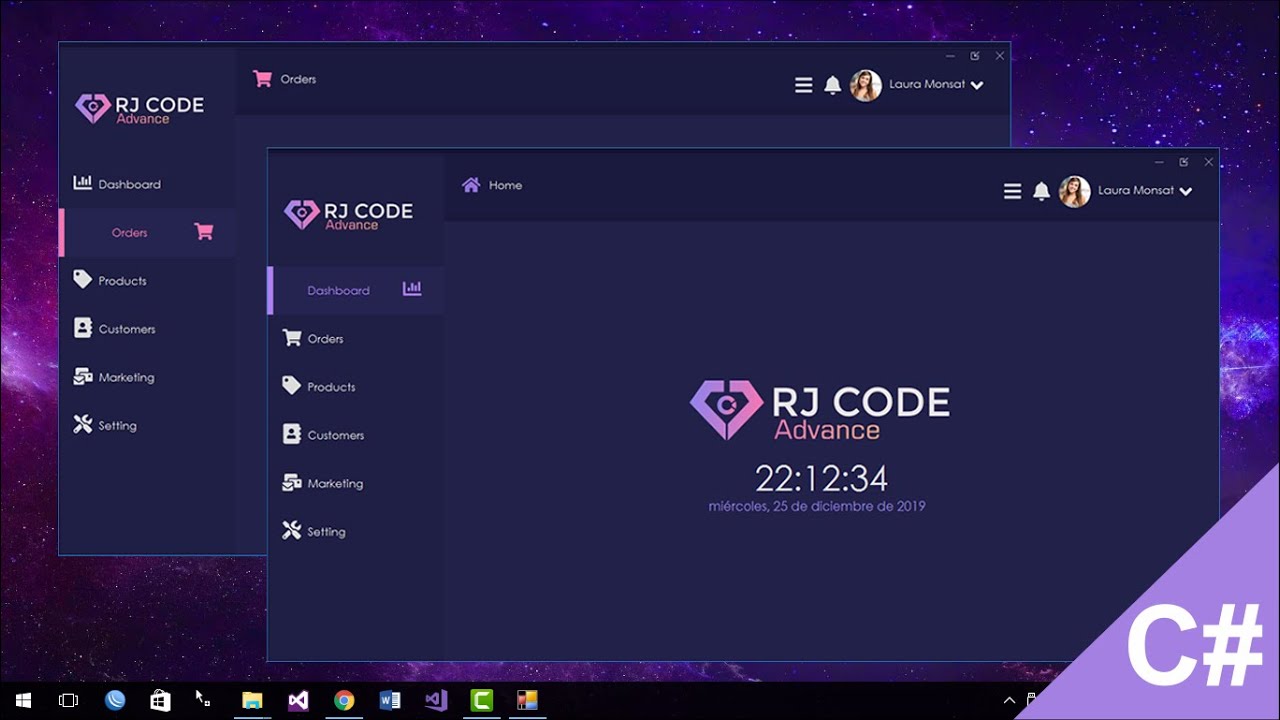 Orders
Laura Monsat
RJ CODE
Advance
Dashboard
Orders
Products
Customers
Marketing
Setting
Home
Laura Monsat
RJ CODE
Advance
Dashboard
Orders
Products
Customers
Marketing
Setting
RJ CODE
Advance
22:12:34
miércoles, 25 de diciembre de 2019
C#